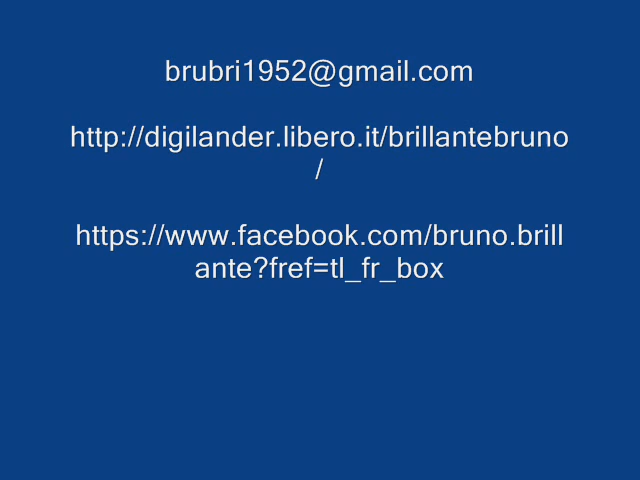 brubri1952@gmail.com
http://digilander.libero.it/brillantebruno
/
https://www.facebook.com/bruno.brill
ante?fref=tl_fr_box